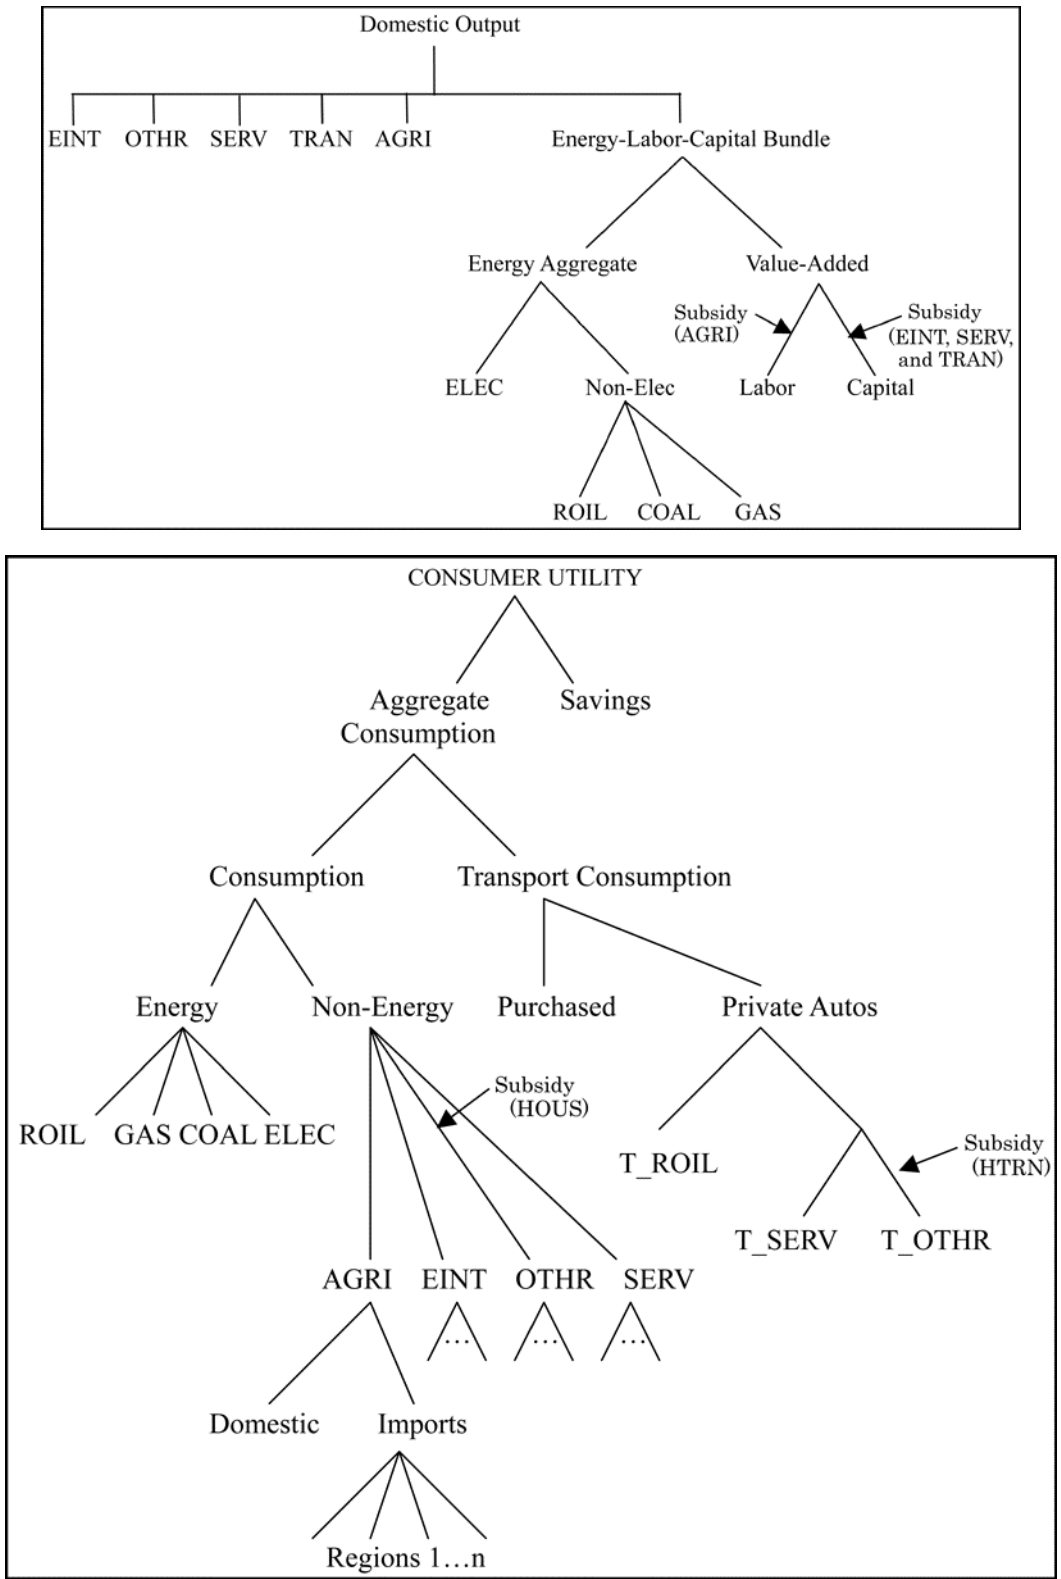 Domestic Output
EINT OTHR SERV TRAN AGRI Energy-Labor-Capital Bundle
Energy Aggregate Value-Added
Subsidy
(AGRI)
Subsidy
(EINT, SERV,
and TRAN)
ELEC Non-Elec Labor Capital
ROIL COAL GAS
CONSUMER UTILITY
Aggregate
Consumption
Savings
Consumption Transport Consumption
Energy Non-Energy Purchased Private Autos
Subsidy
(HOUS)
ROIL GAS COAL ELEC
T_ROIL
Subsidy
(HTRN)
T_SERV T_OTHR
AGRI EINT OTHR SERV
... ... ...
Domestic Imports
Regions 1...n